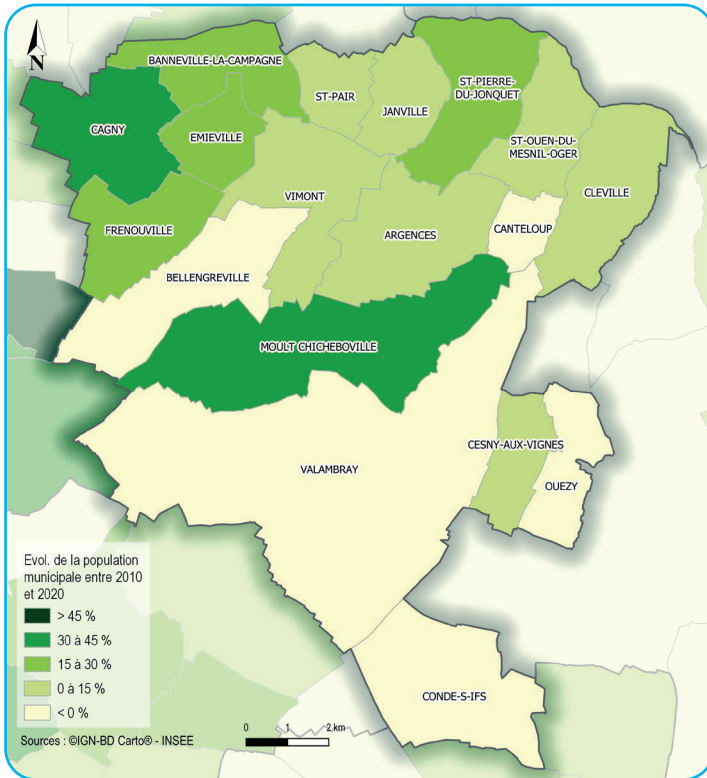 N
BANNEVILLE-LA-CAMPAGNE
ST-PIERRE-
DU-JONQUET
ST-PAIR
JANVILLE
CAGNY
EMIEVILLE
ST-OUEN-DU-
MESNIL-OGER
VIMONT
CLEVILLE
FRENOUVILLE
ARGENCES
CANTELOUP
BELLENGREVILLE
MOULT CHICHEBOVILLE
CESNY-AUX-VIGNES
VALAMBRAY
OUEZY
Evol. de la population
municipale entre 2010
et 2020
> 45 %
30 à 45 %
15 à 30 %
0 à 15 %
< 0 %
CONDE-S-IFS
0 1 2 km
Sources : ©IGN-BD Carto® - INSEE